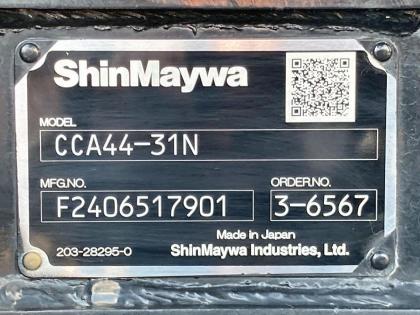 ShinMaywa
MODEL
CCA44-31N
MFG.NO. ORDER.NO.
F2406517901 3-6567
Made in Japan
203-28295-0 ShinMaywa Industries, Ltd.